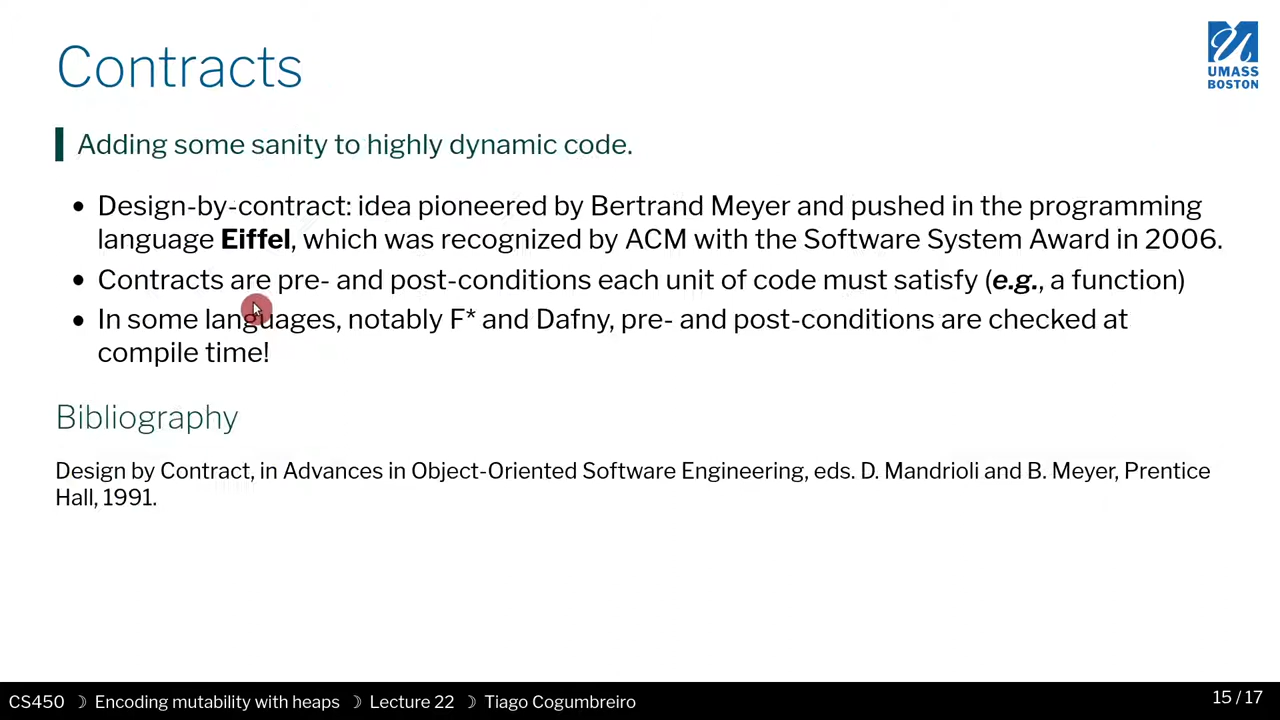 Contracts
UMASS
BOSTON
Adding some sanity to highly dynamic code.
• Design-by-contract: idea pioneered by Bertrand Meyer and pushed in the programming
language Eiffel, which was recognized by ACM with the Software System Award in 2006.
• Contracts are pre- and post-conditions each unit of code must satisfy (e.g., a function)
• In some languages, notably F* and Dafny, pre- and post-conditions are checked at
compile time!
Bibliography
Design by Contract, in Advances in Object-Oriented Software Engineering, eds. D. Mandrioli and B. Meyer, Prentice
Hall, 1991.
CS450 ☽ Encoding mutability with heaps ☽ Lecture 22 ☽ Tiago Cogumbreiro
15 / 17